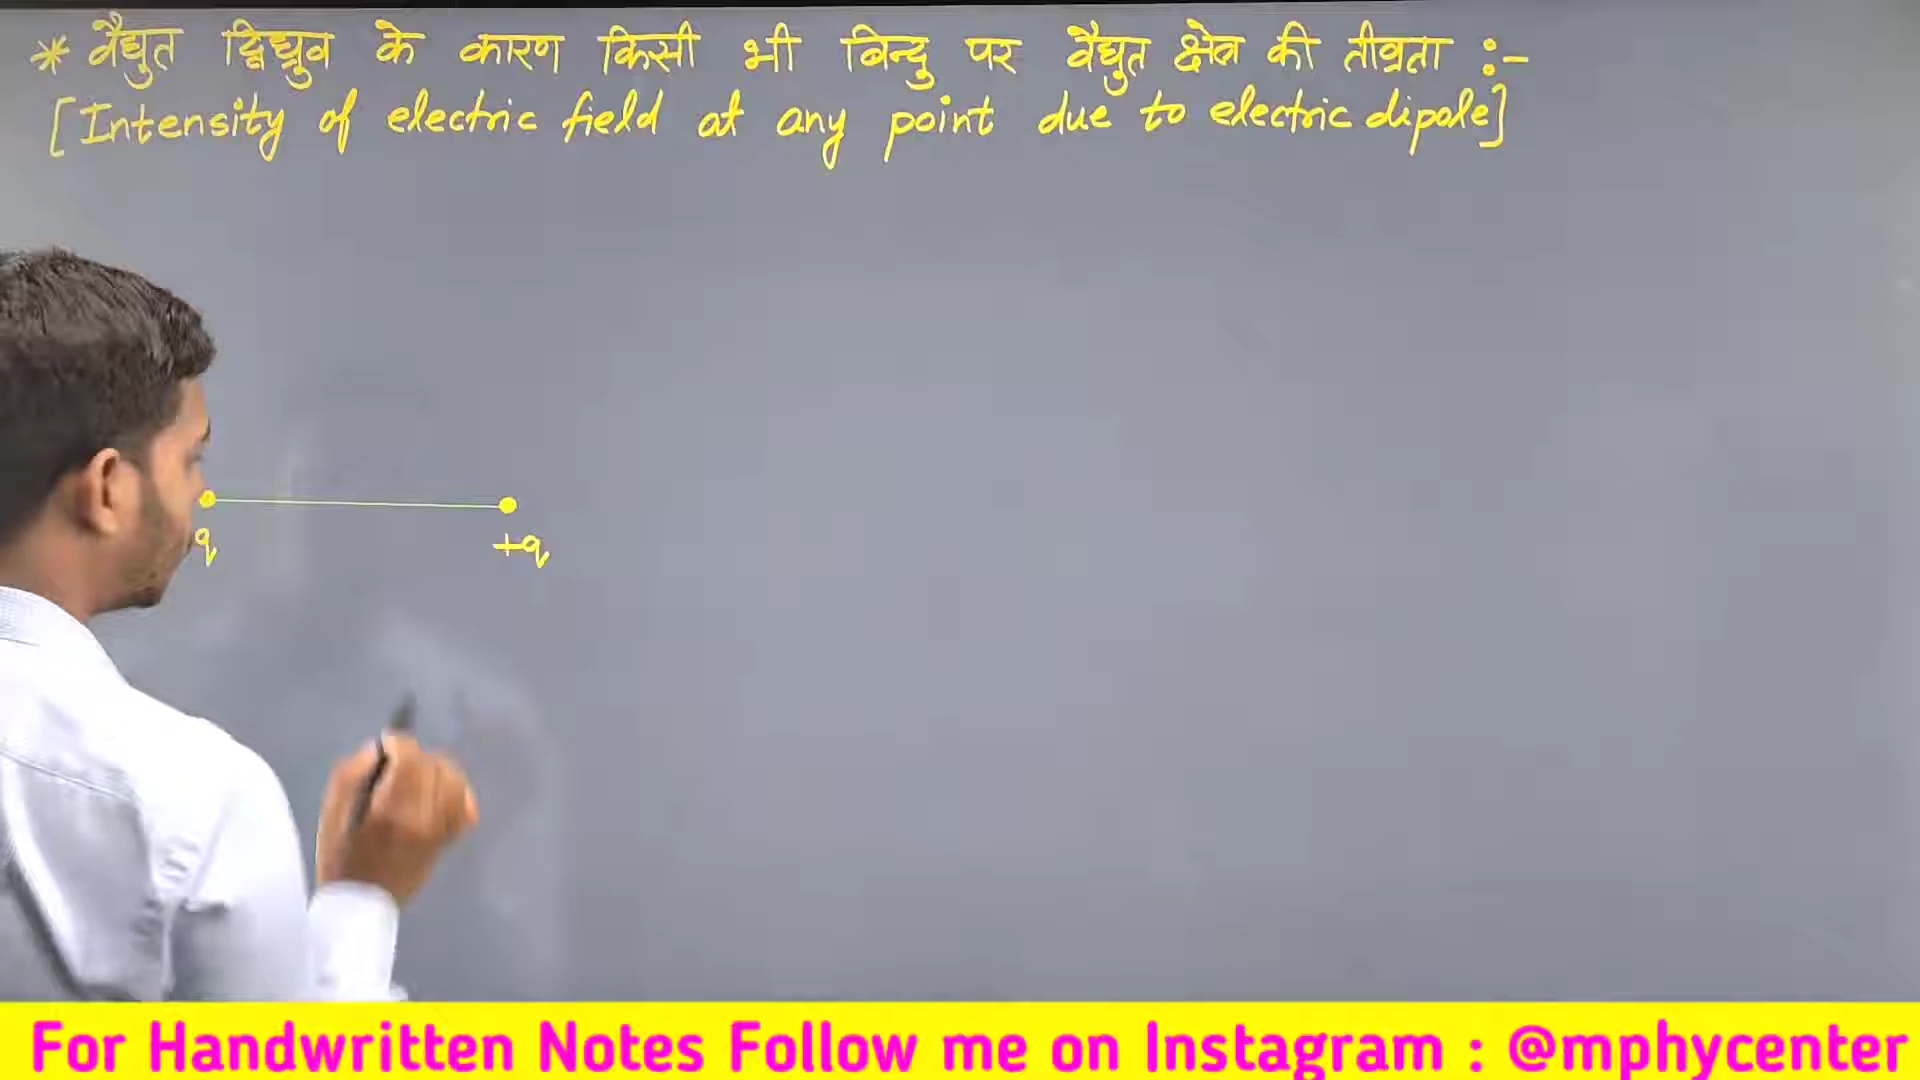 * वैद्युत द्विध्रुव के कारण किसी भी बिन्दु पर वैद्युत क्षेत्र की तीव्रता :-
[Intensity of electric field at any point due to electric dipole]
q +q
For Handwritten Notes Follow me on Instagram : @mphycenter